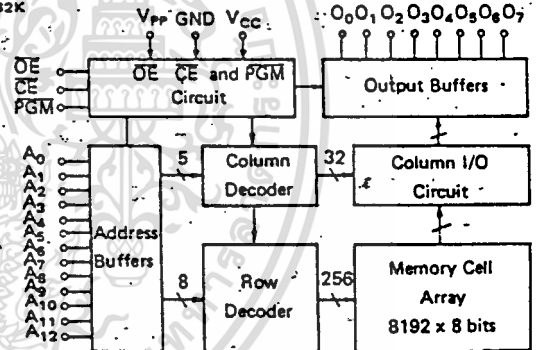 32K
VPP GND VCC
O0 O1 O2 O3 O4 O5 O6 O7
OE
CE
PGM
OE CE and PGM
Circuit
Output Buffers
A0
A1
A2
A3
A4
A5
A6
A7
A8
A9
A10
A11
A12
Address
Buffers
5
Column
Decoder
32
Column I/O
Circuit
8
Row
Decoder
256
Memory Cell
Array
8192 x 8 bits